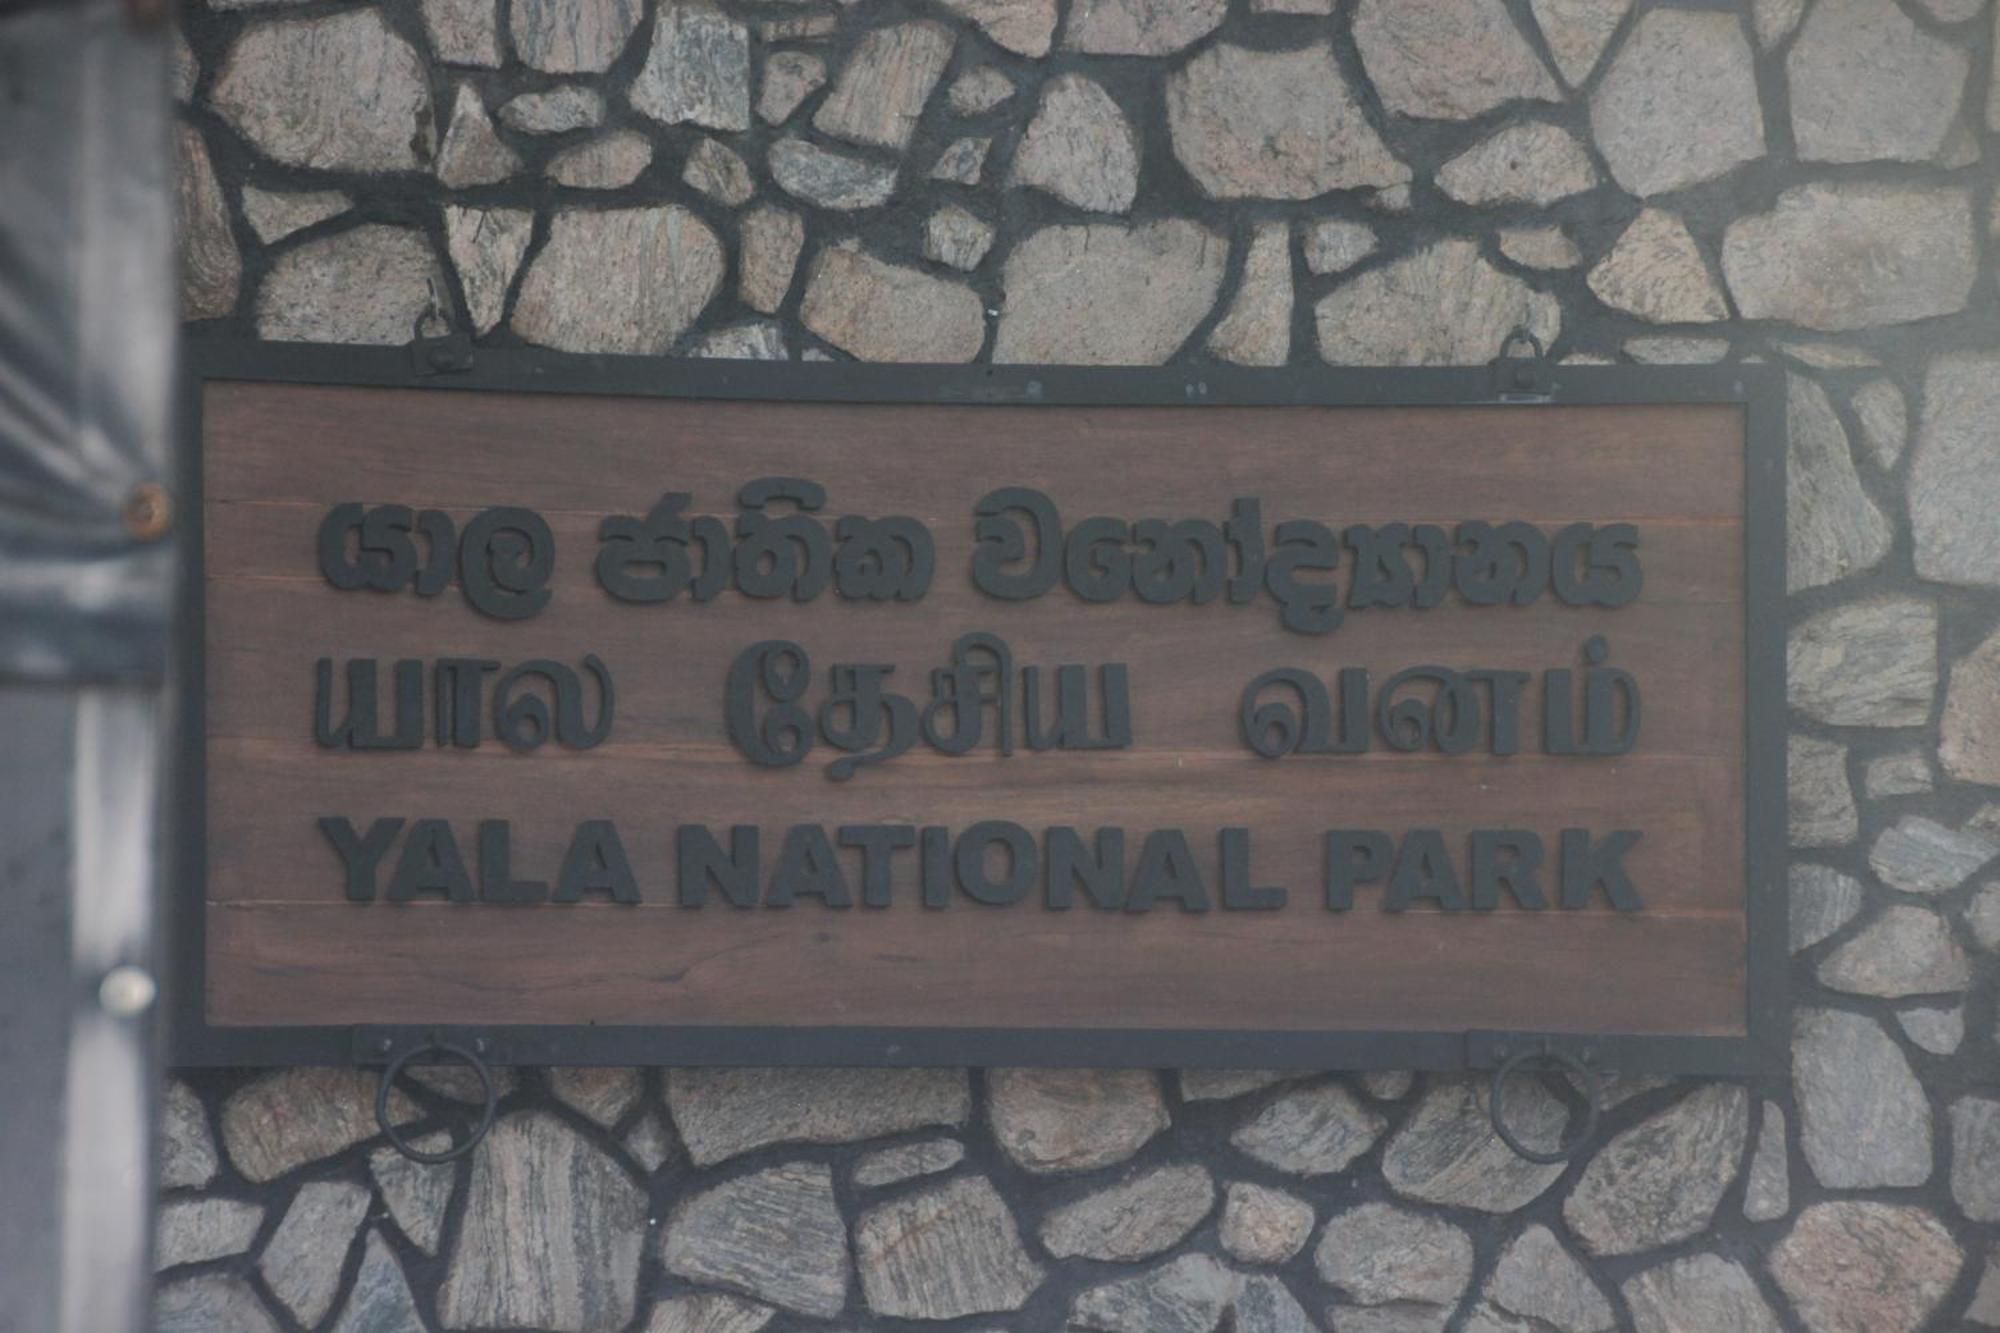 යාල ජාතික වනෝද්‍යානය
யால தேசிய வனம்
YALA NATIONAL PARK